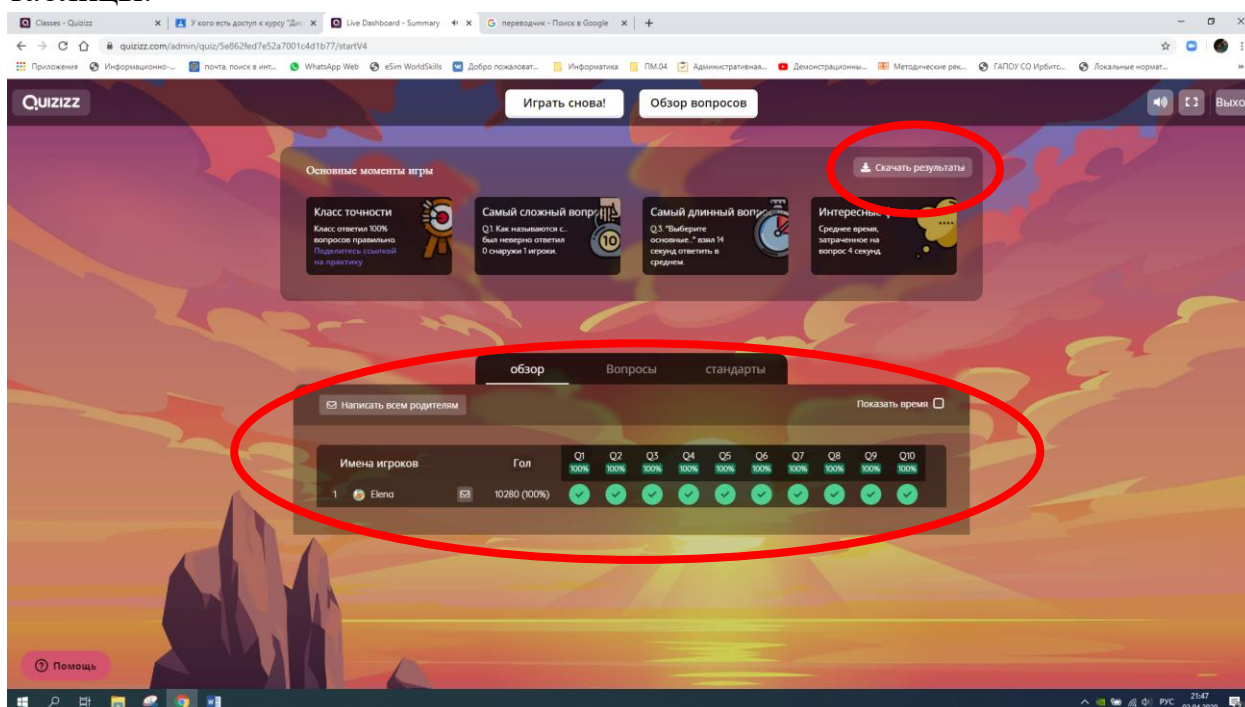 Classes - Quizizz
У кого есть доступ к курсу "Дис
Live Dashboard - Summary
переводчик - Поиск в Google
quizizz.com/admin/quiz/5e862fed7e52a7001c4d1b77/startV4
Приложения Информационно-... почта, поиск в инт... WhatsApp Web eSim WorldSkills Добро пожаловат... Информатика ПМ.04 Административная... Демонстрационны... Методические рек... ГАПОУ СО Ирбитс... Локальные нормат...
Quizizz
Играть снова!
Обзор вопросов
Выхо
Основные моменты игры
Скачать результаты
Класс точности
Класс ответил 100%
вопросов правильно.
Поделитесь ссылкой
на практику
Самый сложный вопр
Q.1. Как называются с...
был неверно ответил
0 снаружи 1 игроки.
10
Самый длинный вопро
Q.3. "Выберите
основные..." взял 14
секунд ответить в
среднем.
Интересные
Среднее время,
затраченное на
вопрос 4 секунд.
обзор Вопросы стандарты
Написать всем родителям
Показать время
Имена игроков Гол Q1 Q2 Q3 Q4 Q5 Q6 Q7 Q8 Q9 Q10
100% 100% 100% 100% 100% 100% 100% 100% 100% 100%
1 Elena 10280 (100%)
Помощь
РУС
21:47